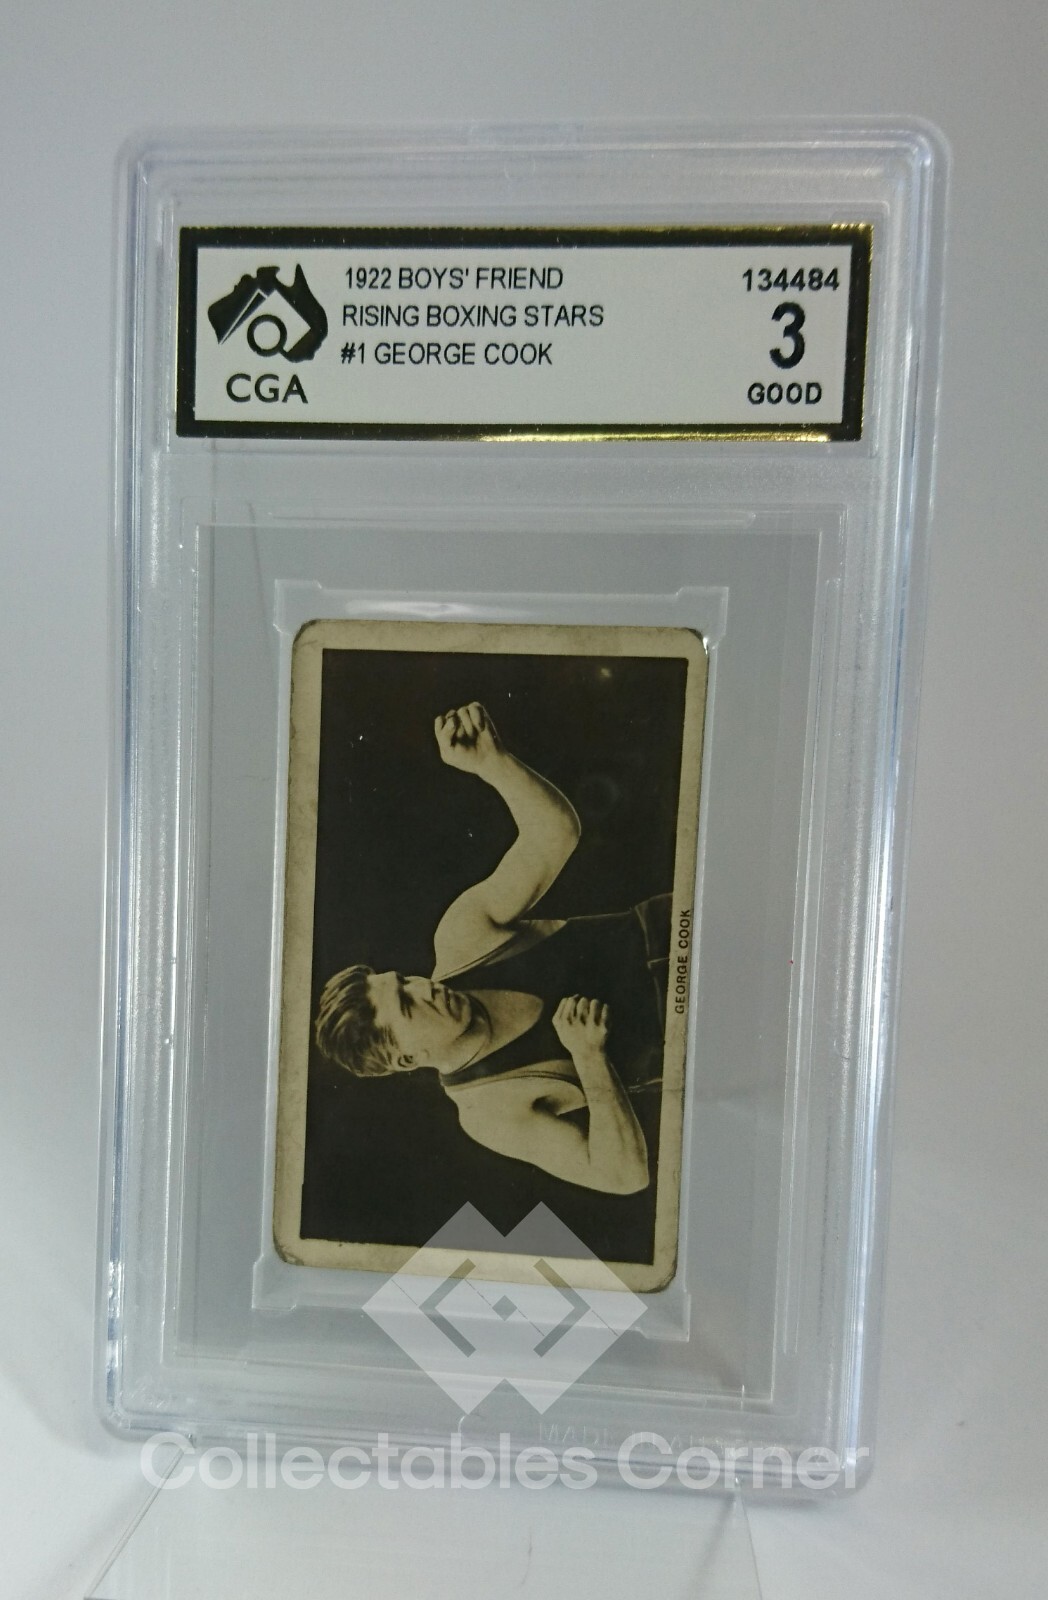 1922 BOYS' FRIEND
RISING BOXING STARS
#1 GEORGE COOK
CGA
134484
3
GOOD
GEORGE COOK
Collectables Corner